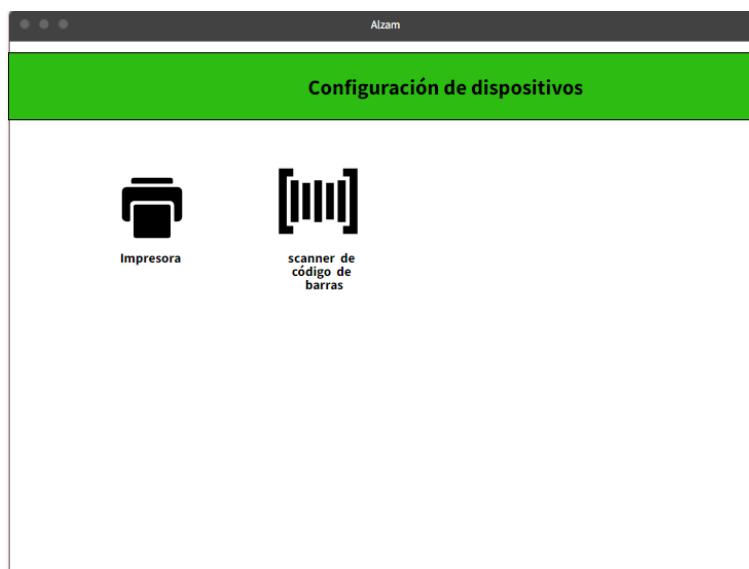 Alzam
Configuración de dispositivos
Impresora
scanner de
código de
barras